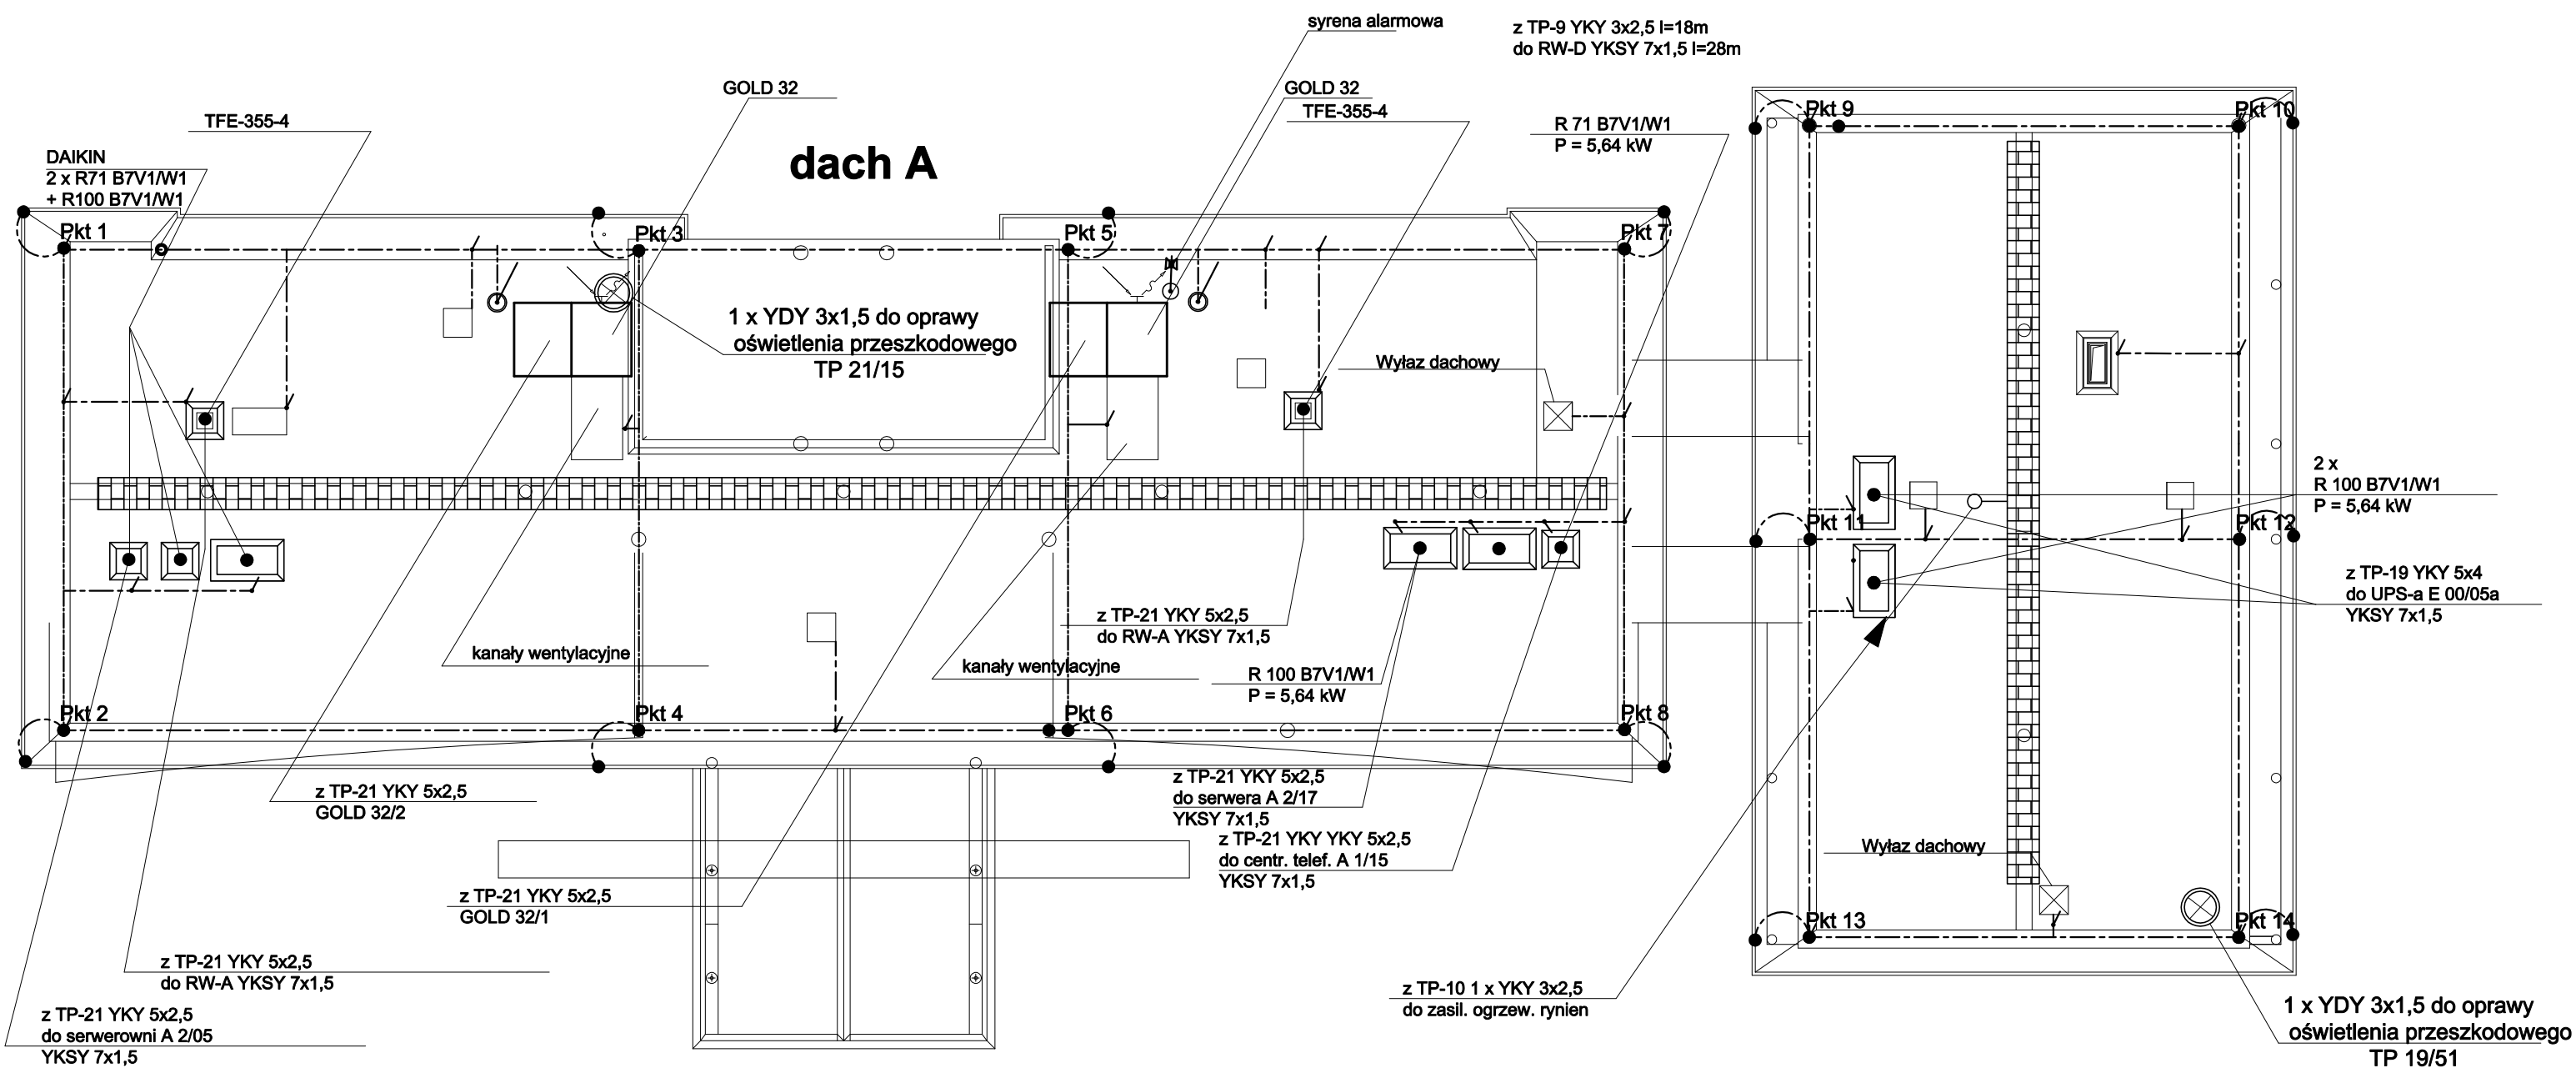 syrena alarmowa
z TP-9 YKY 3x2,5 l=18m
do RW-D YKSY 7x1,5 l=28m
GOLD 32
GOLD 32
TFE-355-4
TFE-355-4
R 71 B7V1/W1
P = 5,64 kW
DAIKIN
2 x R71 B7V1/W1
+ R100 B7V1/W1
dach A
Pkt 9
Pkt 10
Pkt 1
Pkt 3
Pkt 5
Pkt 7
1 x YDY 3x1,5 do oprawy
oświetlenia przeszkodowego
TP 21/15
Wyłaz dachowy
2 x
R 100 B7V1/W1
P = 5,64 kW
Pkt 11
Pkt 12
z TP-19 YKY 5x4
do UPS-a E 00/05a
YKSY 7x1,5
z TP-21 YKY 5x2,5
do RW-A YKSY 7x1,5
kanały wentylacyjne
kanały wentylacyjne
R 100 B7V1/W1
P = 5,64 kW
Pkt 2
Pkt 4
Pkt 6
Pkt 8
z TP-21 YKY 5x2,5
GOLD 32/2
z TP-21 YKY 5x2,5
do serwera A 2/17
YKSY 7x1,5
z TP-21 YKY YKY 5x2,5
do centr. telef. A 1/15
YKSY 7x1,5
Wyłaz dachowy
z TP-21 YKY 5x2,5
GOLD 32/1
Pkt 13
Pkt 14
z TP-21 YKY 5x2,5
do RW-A YKSY 7x1,5
z TP-10 1 x YKY 3x2,5
do zasil. ogrzew. rynien
z TP-21 YKY 5x2,5
do serwerowni A 2/05
YKSY 7x1,5
1 x YDY 3x1,5 do oprawy
oświetlenia przeszkodowego
TP 19/51